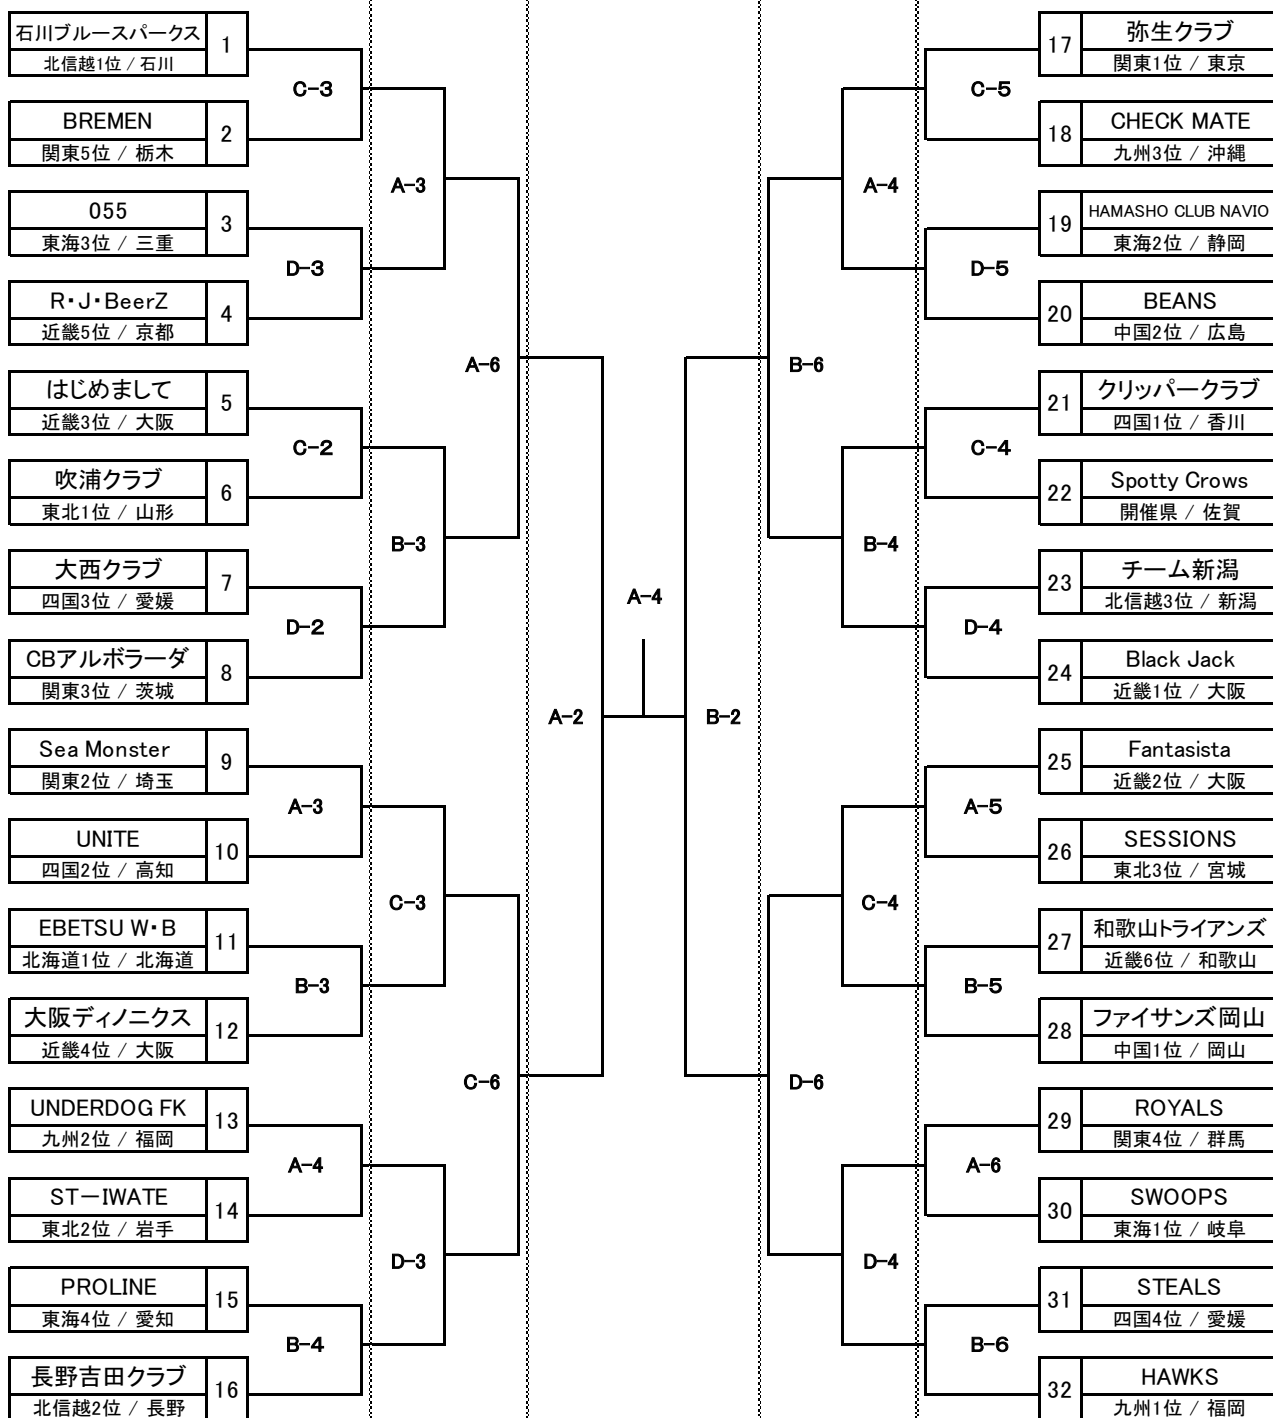 石川ブルースパークス
1
北信越1位 / 石川
C-3
BREMEN
2
関東5位 / 栃木
A-3
055
3
東海3位 / 三重
D-3
R・J・BeerZ
4
近畿5位 / 京都
A-6
はじめまして
5
近畿3位 / 大阪
C-2
吹浦クラブ
6
東北1位 / 山形
B-3
大西クラブ
7
四国3位 / 愛媛
D-2
CBアルボラーダ
8
関東3位 / 茨城
A-2
Sea Monster
9
関東2位 / 埼玉
A-3
UNITE
10
四国2位 / 高知
C-3
EBETSU W・B
11
北海道1位 / 北海道
B-3
大阪ディノニクス
12
近畿4位 / 大阪
C-6
UNDERDOG FK
13
九州2位 / 福岡
A-4
ST－IWATE
14
東北2位 / 岩手
D-3
PROLINE
15
東海4位 / 愛知
B-4
長野吉田クラブ
16
北信越2位 / 長野
A-4
17
弥生クラブ
関東1位 / 東京
C-5
18
CHECK MATE
九州3位 / 沖縄
A-4
19
HAMASHO CLUB NAVIO
東海2位 / 静岡
D-5
20
BEANS
中国2位 / 広島
B-6
21
クリッパークラブ
四国1位 / 香川
C-4
22
Spotty Crows
開催県 / 佐賀
B-4
23
チーム新潟
北信越3位 / 新潟
D-4
24
Black Jack
近畿1位 / 大阪
B-2
25
Fantasista
近畿2位 / 大阪
A-5
26
SESSIONS
東北3位 / 宮城
C-4
27
和歌山トライアンズ
近畿6位 / 和歌山
B-5
28
ファイサンズ岡山
中国1位 / 岡山
D-6
29
ROYALS
関東4位 / 群馬
A-6
30
SWOOPS
東海1位 / 岐阜
D-4
31
STEALS
四国4位 / 愛媛
B-6
32
HAWKS
九州1位 / 福岡